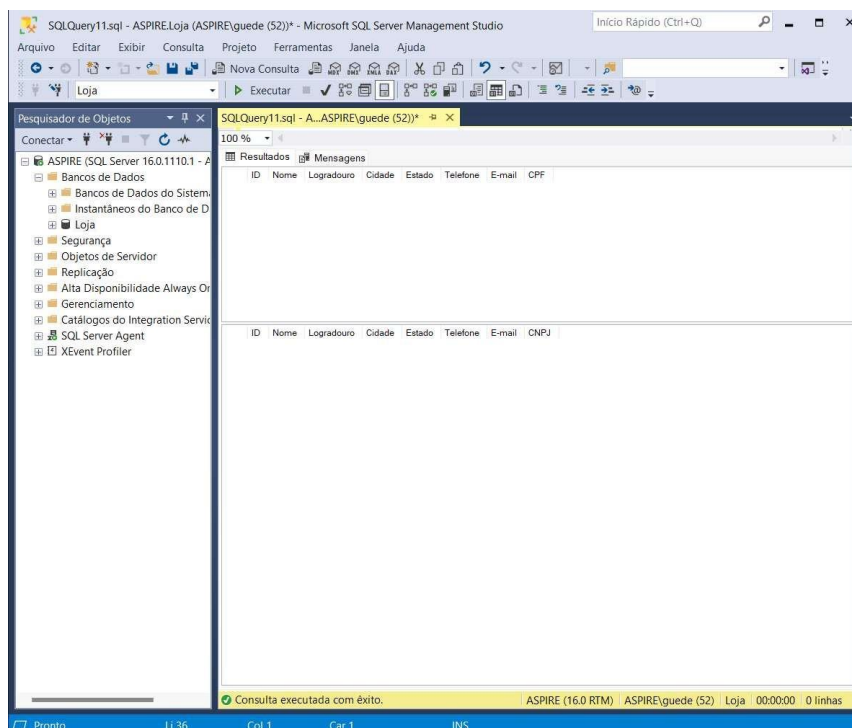 SQLQuery11.sql - ASPIRE.Loja (ASPIRE\guede (52))* - Microsoft SQL Server Management Studio
Início Rápido (Ctrl+Q)
Arquivo Editar Exibir Consulta Projeto Ferramentas Janela Ajuda
Nova Consulta MDX DMX XMLA DAX
Loja Executar
Pesquisador de Objetos
SQLQuery11.sql - A...ASPIRE\guede (52))*
Conectar
100 %
Resultados Mensagens
ASPIRE (SQL Server 16.0.1110.1 - A
Bancos de Dados
Bancos de Dados do Sistema
Instantâneos do Banco de D
Loja
Segurança
Objetos de Servidor
Replicação
Alta Disponibilidade Always On
Gerenciamento
Catálogos do Integration Servic
SQL Server Agent
XEvent Profiler
ID Nome Logradouro Cidade Estado Telefone E-mail CPF
ID Nome Logradouro Cidade Estado Telefone E-mail CNPJ
Consulta executada com êxito. ASPIRE (16.0 RTM) ASPIRE\guede (52) Loja 00:00:00 0 linhas
Pronto Li 36 Col 1 Car 1 INS